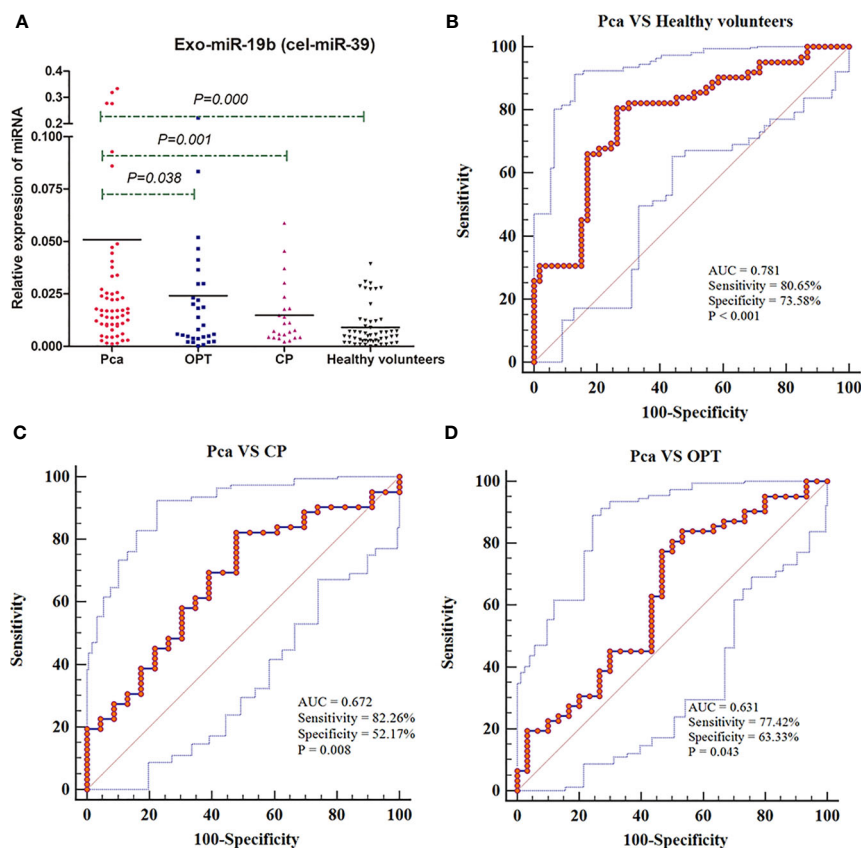 A
Exo-miR-19b (cel-miR-39)
Relative expression of miRNA
0.4
0.3
0.2
0.100
0.075
0.050
0.025
0.000
P=0.000
P=0.001
P=0.038
Pca OPT CP Healthy volunteers
B
Pca VS Healthy volunteers
Sensitivity
100
80
60
40
20
0
AUC = 0.781
Sensitivity = 80.65%
Specificity = 73.58%
P < 0.001
0 20 40 60 80 100
100-Specificity
C
Pca VS CP
Sensitivity
100
80
60
40
20
0
AUC = 0.672
Sensitivity = 82.26%
Specificity = 52.17%
P = 0.008
0 20 40 60 80 100
100-Specificity
D
Pca VS OPT
Sensitivity
100
80
60
40
20
0
AUC = 0.631
Sensitivity = 77.42%
Specificity = 63.33%
P = 0.043
0 20 40 60 80 100
100-Specificity